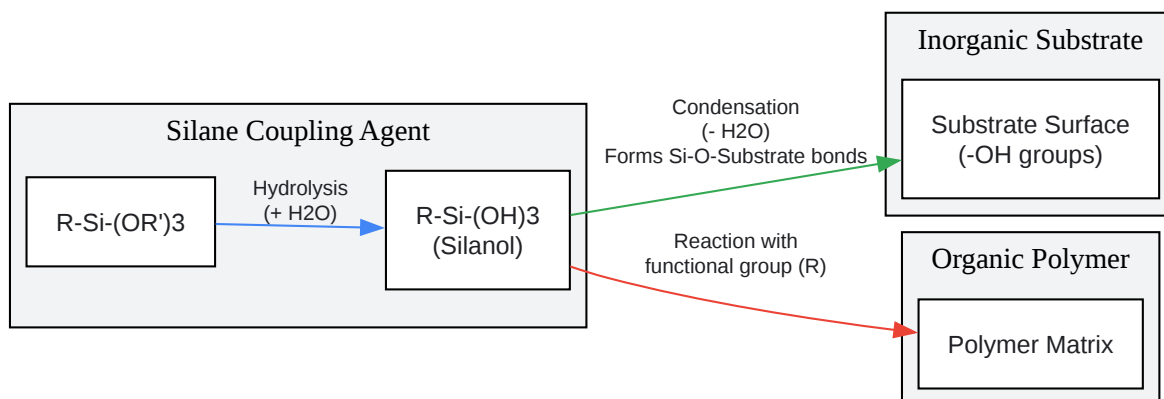 Silane Coupling Agent
R-Si-(OR')3
Hydrolysis
(+ H2O)
R-Si-(OH)3
(Silanol)
Condensation
(- H2O)
Forms Si-O-Substrate bonds
Reaction with
functional group (R)
Inorganic Substrate
Substrate Surface
(-OH groups)
Organic Polymer
Polymer Matrix